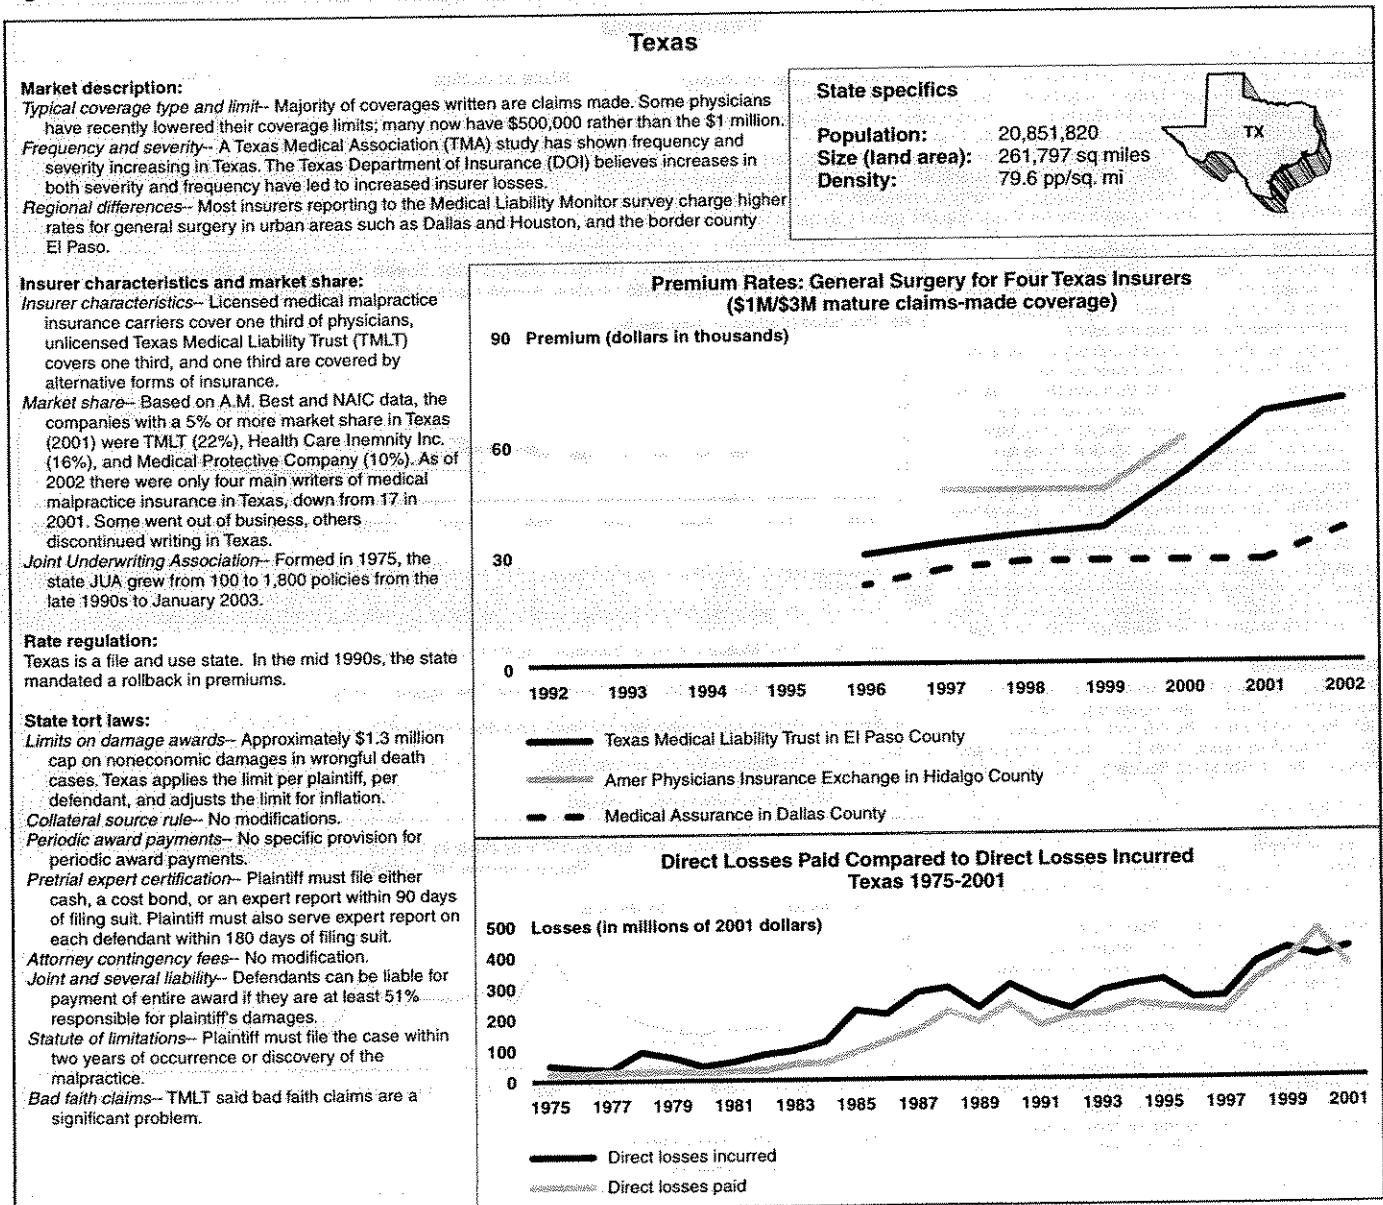 Texas
Market description:
Typical coverage type and limit-- Majority of coverages written are claims made. Some physicians
have recently lowered their coverage limits; many now have $500,000 rather than the $1 million.
Frequency and severity-- A Texas Medical Association (TMA) study has shown frequency and
severity increasing in Texas. The Texas Department of Insurance (DOI) believes increases in
both severity and frequency have led to increased insurer losses.
Regional differences-- Most insurers reporting to the Medical Liability Monitor survey charge higher
rates for general surgery in urban areas such as Dallas and Houston, and the border county
El Paso.
State specifics
Population: 20,851,820
Size (land area): 261,797 sq miles
Density: 79.6 pp/sq. mi
TX
Insurer characteristics and market share:
Insurer characteristics-- Licensed medical malpractice
insurance carriers cover one third of physicians,
unlicensed Texas Medical Liability Trust (TMLT)
covers one third, and one third are covered by
alternative forms of insurance.
Market share-- Based on A.M. Best and NAIC data, the
companies with a 5% or more market share in Texas
(2001) were TMLT (22%), Health Care Inemnity Inc.
(16%), and Medical Protective Company (10%). As of
2002 there were only four main writers of medical
malpractice insurance in Texas, down from 17 in
2001. Some went out of business, others
discontinued writing in Texas.
Joint Underwriting Association-- Formed in 1975, the
state JUA grew from 100 to 1,800 policies from the
late 1990s to January 2003.
Rate regulation:
Texas is a file and use state. In the mid 1990s, the state
mandated a rollback in premiums.
State tort laws:
Limits on damage awards-- Approximately $1.3 million
cap on noneconomic damages in wrongful death
cases. Texas applies the limit per plaintiff, per
defendant, and adjusts the limit for inflation.
Collateral source rule-- No modifications.
Periodic award payments-- No specific provision for
periodic award payments.
Pretrial expert certification-- Plaintiff must file either
cash, a cost bond, or an expert report within 90 days
of filing suit. Plaintiff must also serve expert report on
each defendant within 180 days of filing suit.
Attorney contingency fees-- No modification.
Joint and several liability-- Defendants can be liable for
payment of entire award if they are at least 51%
responsible for plaintiff's damages.
Statute of limitations-- Plaintiff must file the case within
two years of occurrence or discovery of the
malpractice.
Bad faith claims-- TMLT said bad faith claims are a
significant problem.
Premium Rates: General Surgery for Four Texas Insurers
($1M/$3M mature claims-made coverage)
90 Premium (dollars in thousands)
60
30
0
1992 1993 1994 1995 1996 1997 1998 1999 2000 2001 2002
Texas Medical Liability Trust in El Paso County
Amer Physicians Insurance Exchange in Hidalgo County
Medical Assurance in Dallas County
Direct Losses Paid Compared to Direct Losses Incurred
Texas 1975-2001
500 Losses (in millions of 2001 dollars)
400
300
200
100
0
1975 1977 1979 1981 1983 1985 1987 1989 1991 1993 1995 1997 1999 2001
Direct losses incurred
Direct losses paid